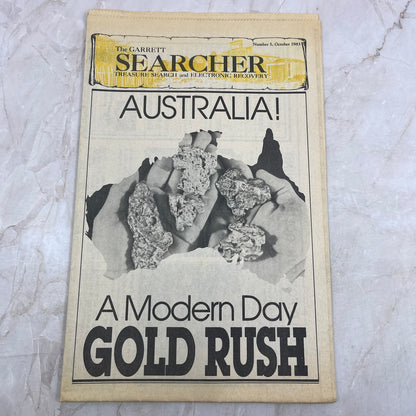 The GARRETT
Number 5, October 1983
SEARCHER
TREASURE SEARCH and ELECTRONIC RECOVERY
AUSTRALIA!
A Modern Day
GOLD RUSH